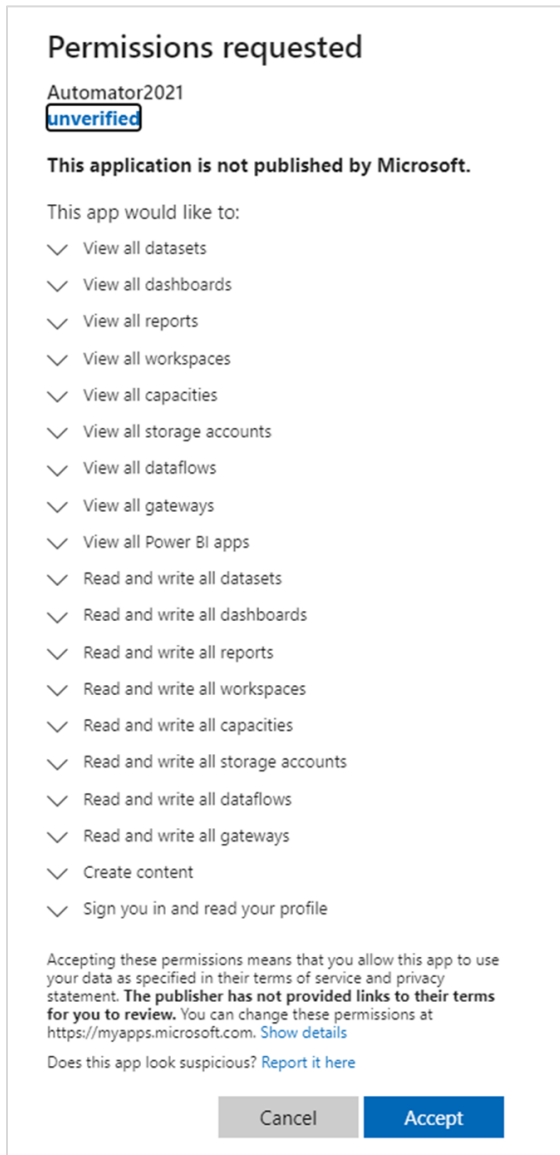 Permissions requested
Automator2021
unverified
This application is not published by Microsoft.
This app would like to:
View all datasets
View all dashboards
View all reports
View all workspaces
View all capacities
View all storage accounts
View all dataflows
View all gateways
View all Power BI apps
Read and write all datasets
Read and write all dashboards
Read and write all reports
Read and write all workspaces
Read and write all capacities
Read and write all storage accounts
Read and write all dataflows
Read and write all gateways
Create content
Sign you in and read your profile
Accepting these permissions means that you allow this app to use
your data as specified in their terms of service and privacy
statement. The publisher has not provided links to their terms
for you to review. You can change these permissions at
https://myapps.microsoft.com. Show details
Does this app look suspicious? Report it here
Cancel Accept